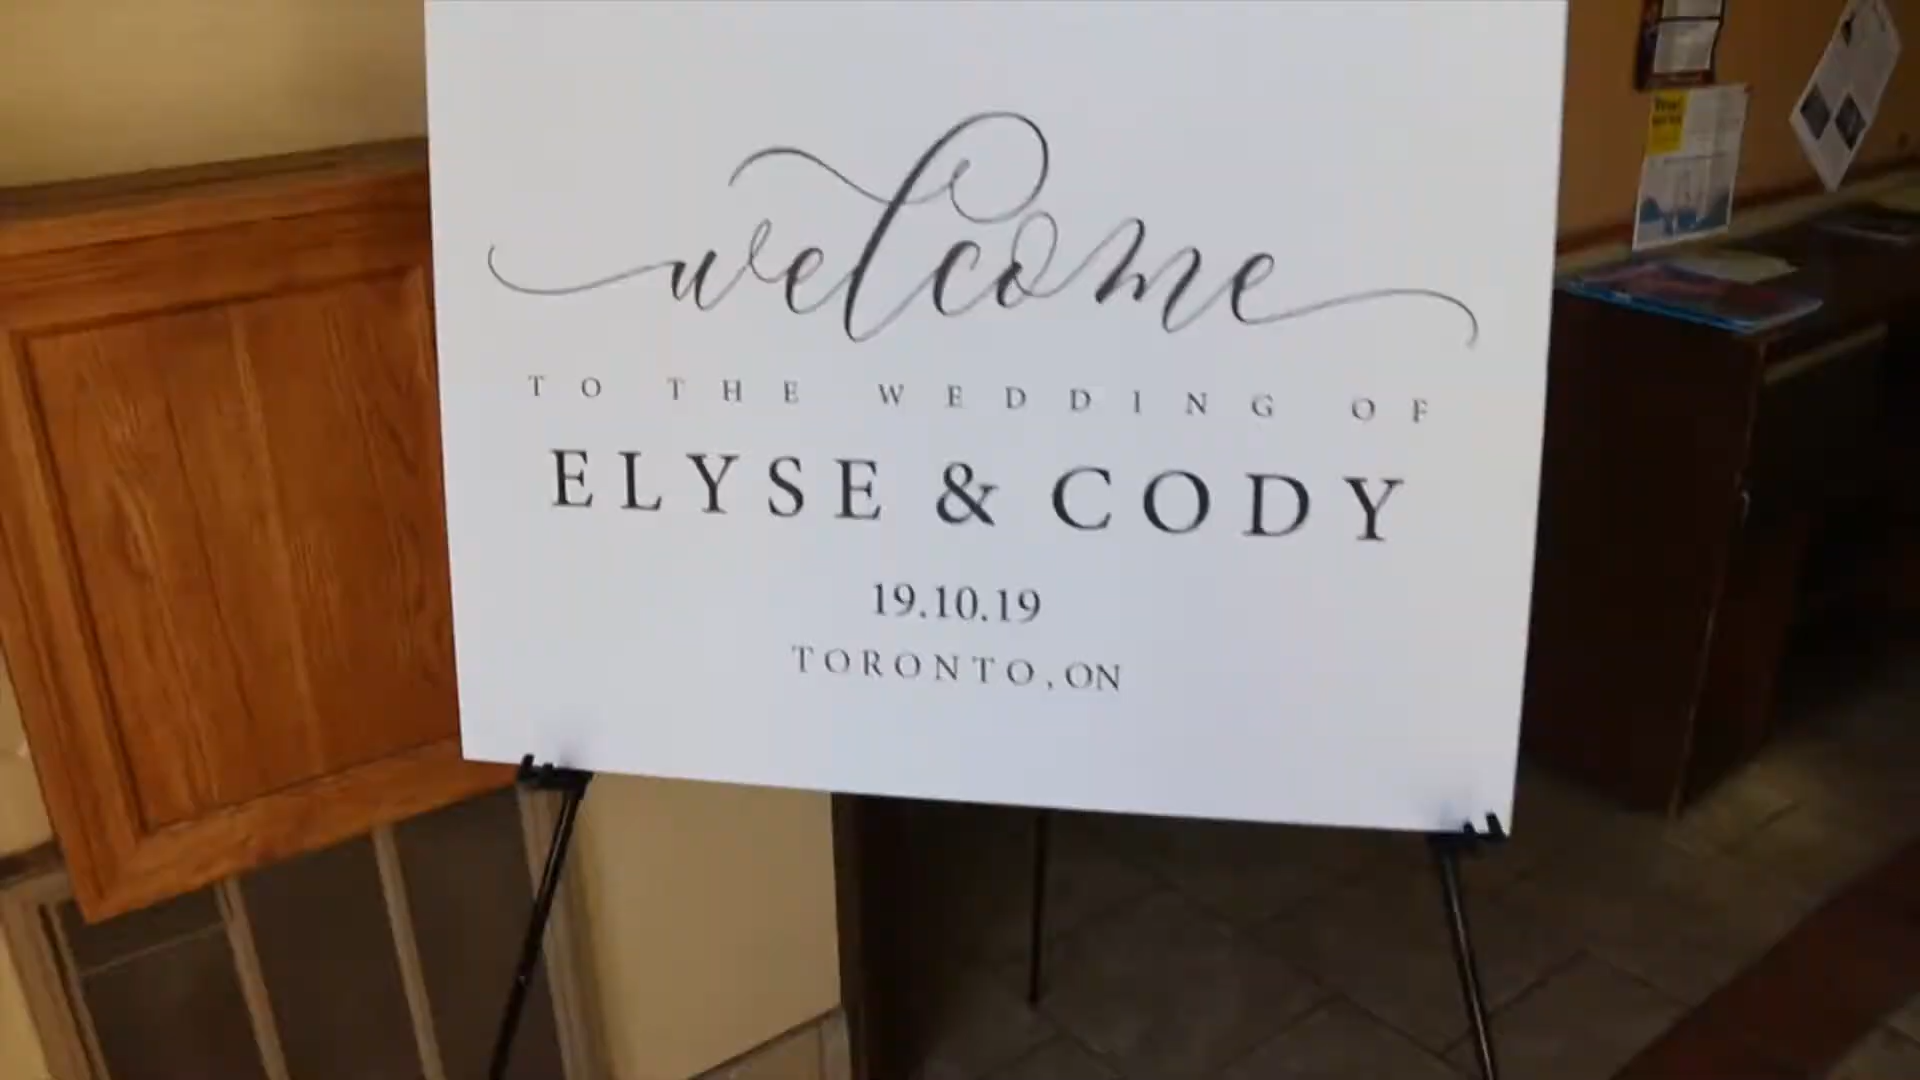 welcome
TO THE WEDDING OF
ELYSE & CODY
19.10.19
TORONTO, ON